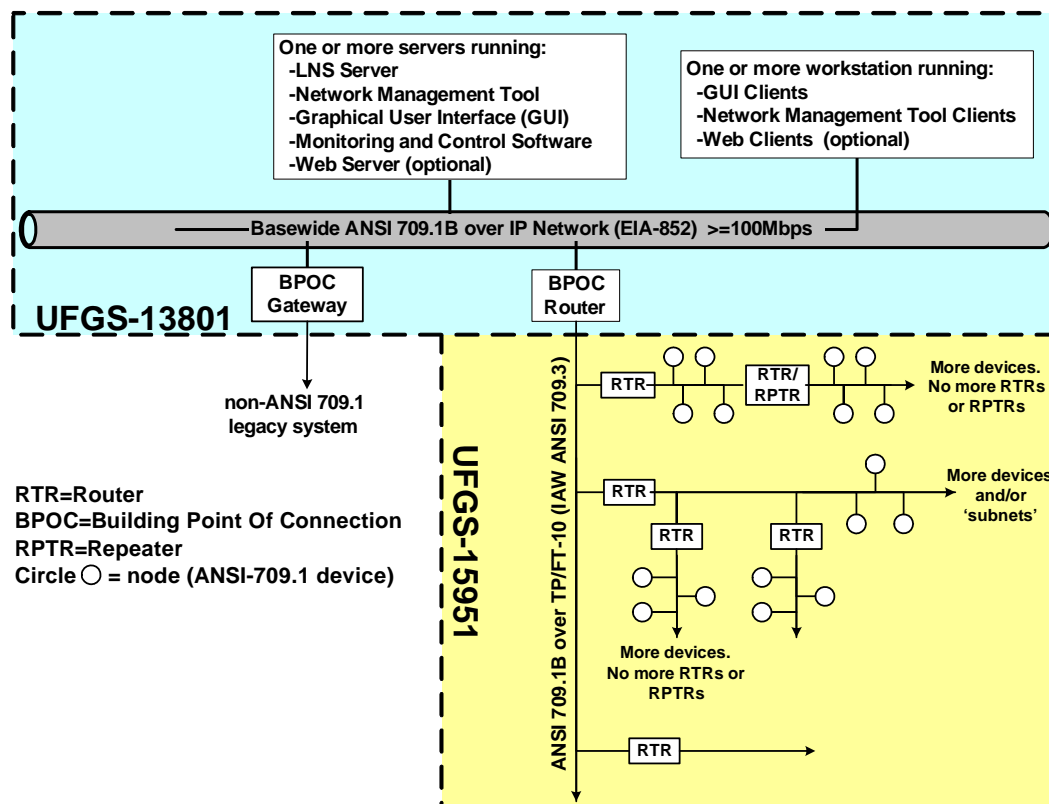 One or more servers running:
-LNS Server
-Network Management Tool
-Graphical User Interface (GUI)
-Monitoring and Control Software
-Web Server (optional)
One or more workstation running:
-GUI Clients
-Network Management Tool Clients
-Web Clients (optional)
Basewide ANSI 709.1B over IP Network (EIA-852) >=100Mbps
BPOC
Gateway
BPOC
Router
UFGS-13801
non-ANSI 709.1
legacy system
RTR=Router
BPOC=Building Point Of Connection
RPTR=Repeater
Circle = node (ANSI-709.1 device)
UFGS-15951
ANSI 709.1B over TP/FT-10 (IAW ANSI 709.3)
RTR
RTR/
RPTR
More devices.
No more RTRs
or RPTRs
RTR
More devices
and/or
‘subnets’
RTR
RTR
More devices.
No more RTRs or
RPTRs
RTR